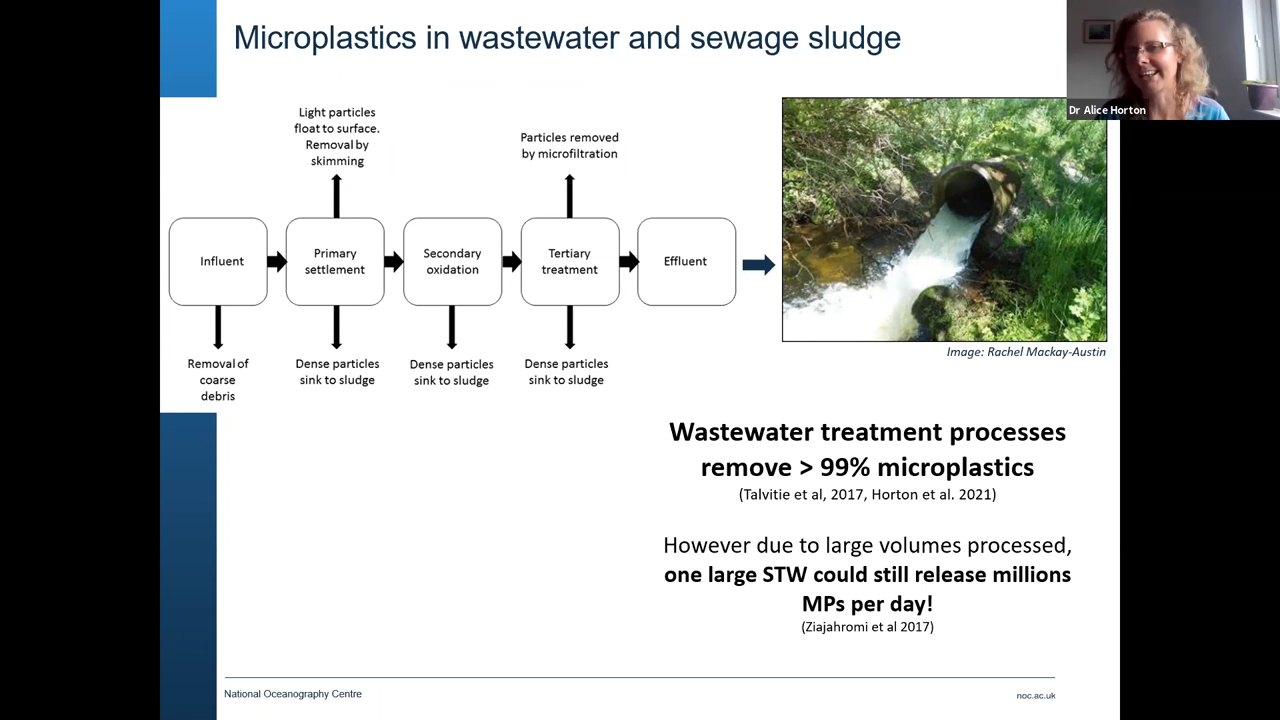 Microplastics in wastewater and sewage sludge
Dr Alice Horton
Light particles
float to surface.
Removal by
skimming
Particles removed
by microfiltration
Influent
Primary
settlement
Secondary
oxidation
Tertiary
treatment
Effluent
Removal of
coarse
debris
Dense particles
sink to sludge
Dense particles
sink to sludge
Dense particles
sink to sludge
Image: Rachel Mackay-Austin
Wastewater treatment processes
remove > 99% microplastics
(Talvitie et al, 2017, Horton et al. 2021)
However due to large volumes processed,
one large STW could still release millions
MPs per day!
(Ziajahromi et al 2017)
National Oceanography Centre
noc.ac.uk